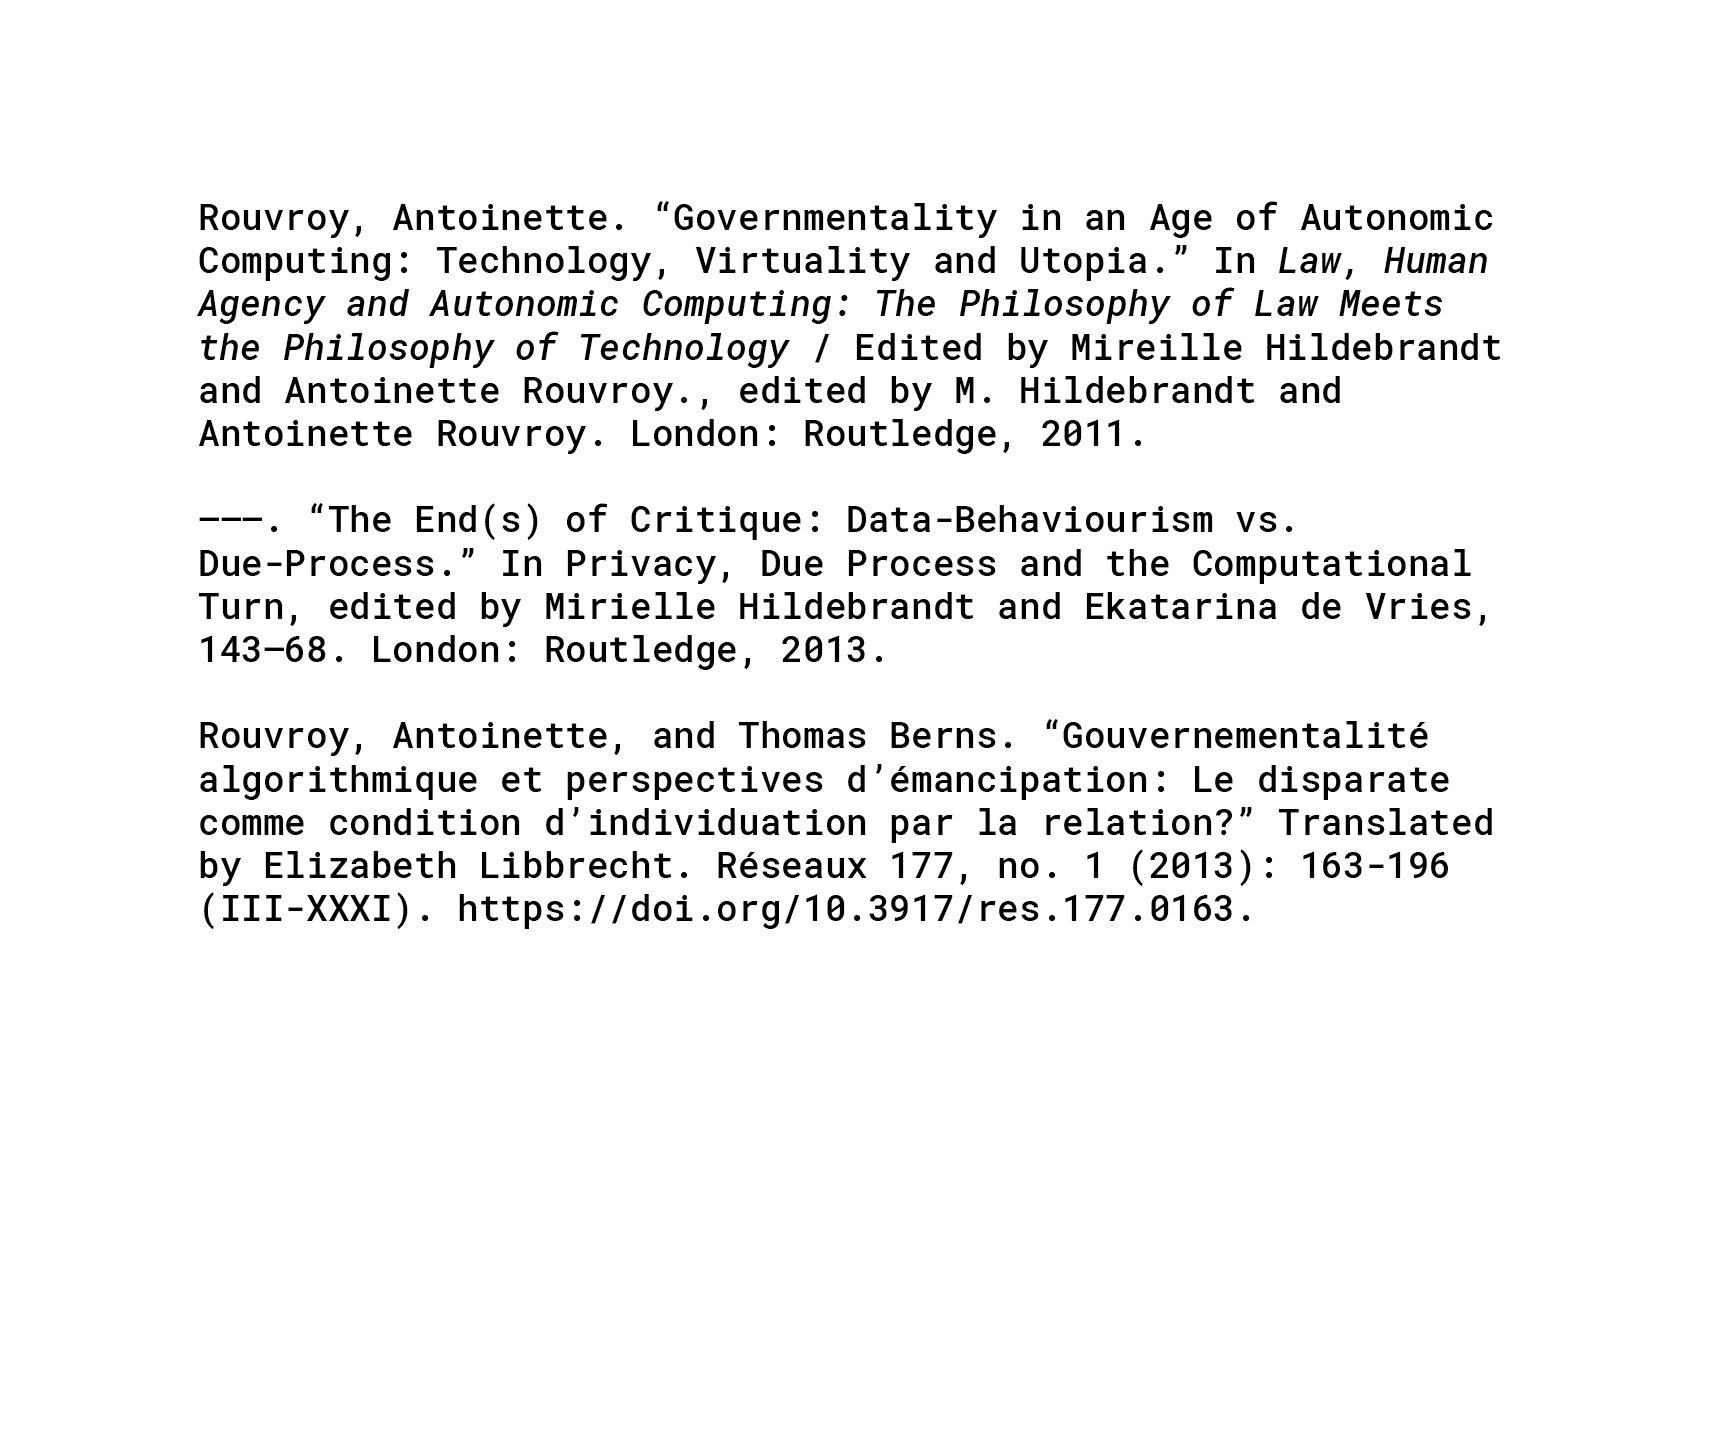 Rouvroy, Antoinette. “Governmentality in an Age of Autonomic
Computing: Technology, Virtuality and Utopia.” In Law, Human
Agency and Autonomic Computing: The Philosophy of Law Meets
the Philosophy of Technology / Edited by Mireille Hildebrandt
and Antoinette Rouvroy., edited by M. Hildebrandt and
Antoinette Rouvroy. London: Routledge, 2011.
———. “The End(s) of Critique: Data-Behaviourism vs.
Due-Process.” In Privacy, Due Process and the Computational
Turn, edited by Mirielle Hildebrandt and Ekatarina de Vries,
143–68. London: Routledge, 2013.
Rouvroy, Antoinette, and Thomas Berns. “Gouvernementalité
algorithmique et perspectives d’émancipation: Le disparate
comme condition d’individuation par la relation?” Translated
by Elizabeth Libbrecht. Réseaux 177, no. 1 (2013): 163-196
(III-XXXI). https://doi.org/10.3917/res.177.0163.